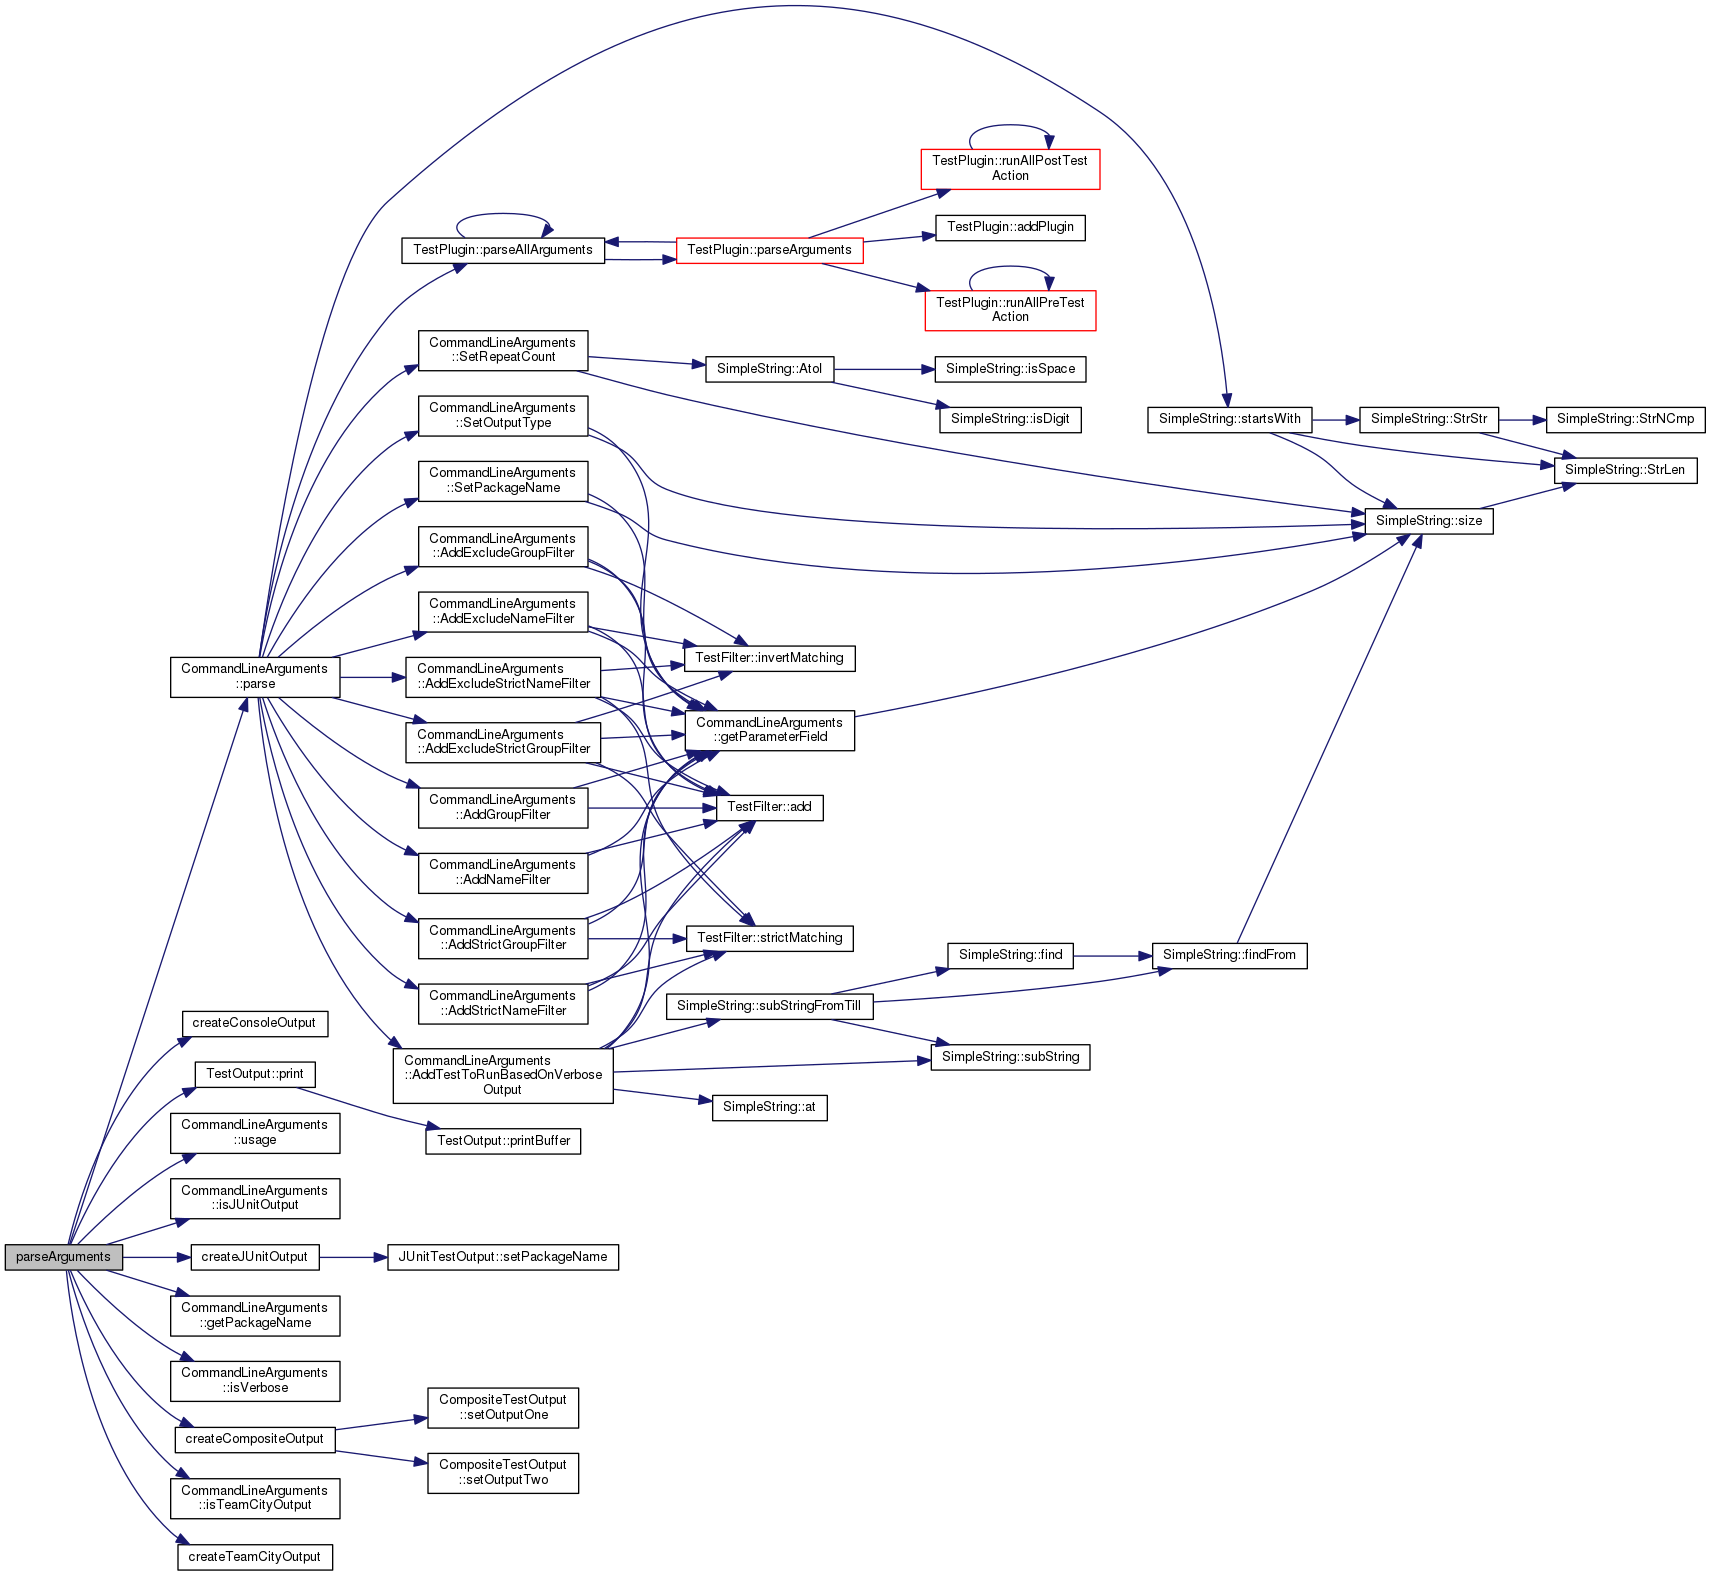 TestPlugin::runAllPostTest
Action
TestPlugin::addPlugin
TestPlugin::parseAllArguments
TestPlugin::parseArguments
TestPlugin::runAllPreTest
Action
CommandLineArguments
::SetRepeatCount
SimpleString::AtoI
SimpleString::isSpace
SimpleString::isDigit
CommandLineArguments
::SetOutputType
SimpleString::startsWith
SimpleString::StrStr
SimpleString::StrNCmp
SimpleString::StrLen
CommandLineArguments
::SetPackageName
SimpleString::size
CommandLineArguments
::AddExcludeGroupFilter
CommandLineArguments
::AddExcludeNameFilter
TestFilter::invertMatching
CommandLineArguments
::parse
CommandLineArguments
::AddExcludeStrictNameFilter
CommandLineArguments
::getParameterField
CommandLineArguments
::AddExcludeStrictGroupFilter
CommandLineArguments
::AddGroupFilter
TestFilter::add
CommandLineArguments
::AddNameFilter
CommandLineArguments
::AddStrictGroupFilter
TestFilter::strictMatching
SimpleString::find
SimpleString::findFrom
CommandLineArguments
::AddStrictNameFilter
SimpleString::subStringFromTill
createConsoleOutput
SimpleString::subString
CommandLineArguments
::AddTestToRunBasedOnVerbose
Output
TestOutput::print
SimpleString::at
CommandLineArguments
::usage
TestOutput::printBuffer
CommandLineArguments
::isJUnitOutput
parseArguments
createJUnitOutput
JUnitTestOutput::setPackageName
CommandLineArguments
::getPackageName
CommandLineArguments
::isVerbose
CompositeTestOutput
::setOutputOne
createCompositeOutput
CompositeTestOutput
::setOutputTwo
CommandLineArguments
::isTeamCityOutput
createTeamCityOutput